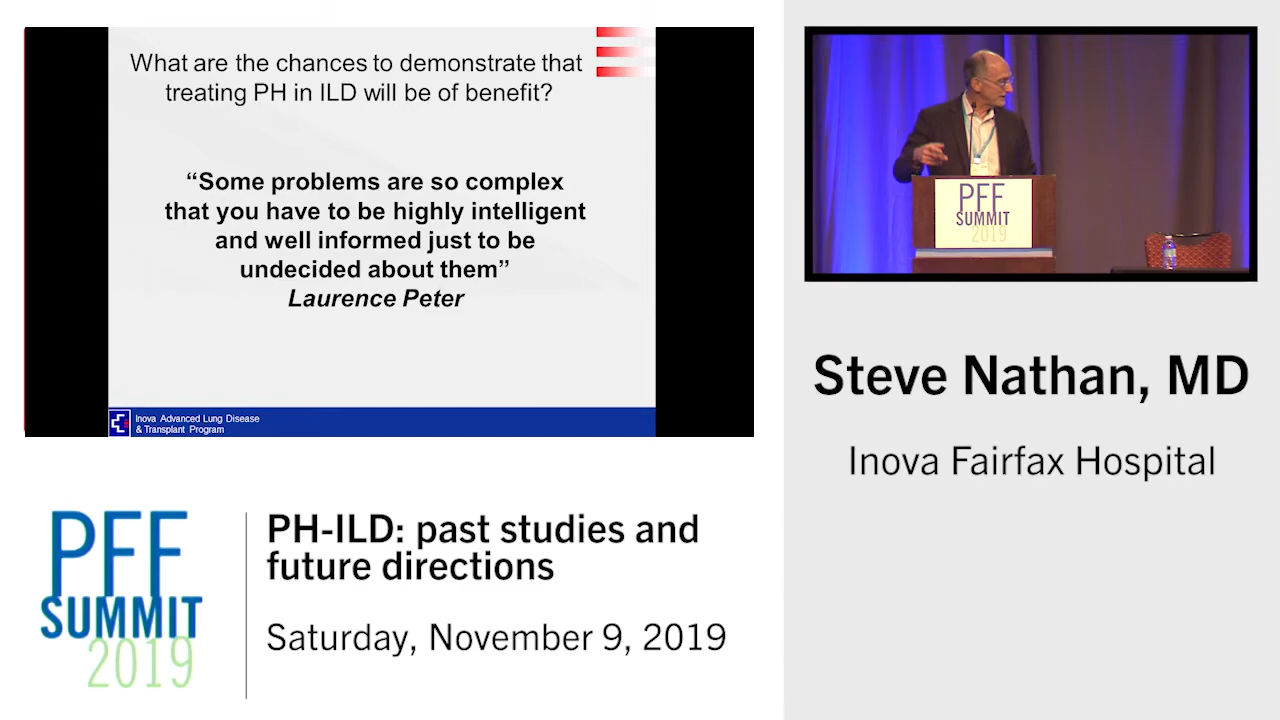 What are the chances to demonstrate that
treating PH in ILD will be of benefit?
“Some problems are so complex
that you have to be highly intelligent
and well informed just to be
undecided about them”
Laurence Peter
Inova Advanced Lung Disease
& Transplant Program
PFF
SUMMIT
2019
Steve Nathan, MD
Inova Fairfax Hospital
PFF
SUMMIT
2019
PH-ILD: past studies and
future directions
Saturday, November 9, 2019